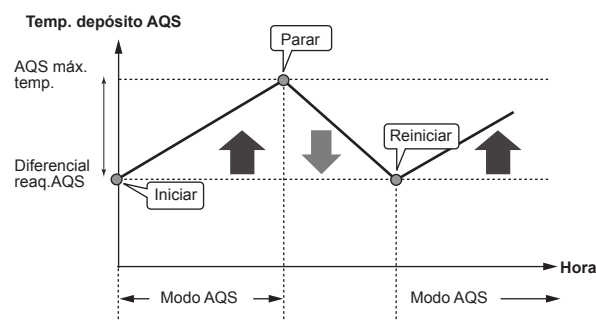 Temp. depósito AQS
Parar
AQS máx.
temp.
Reiniciar
Diferencial
reaq.AQS
Iniciar
Hora
Modo AQS
Modo AQS